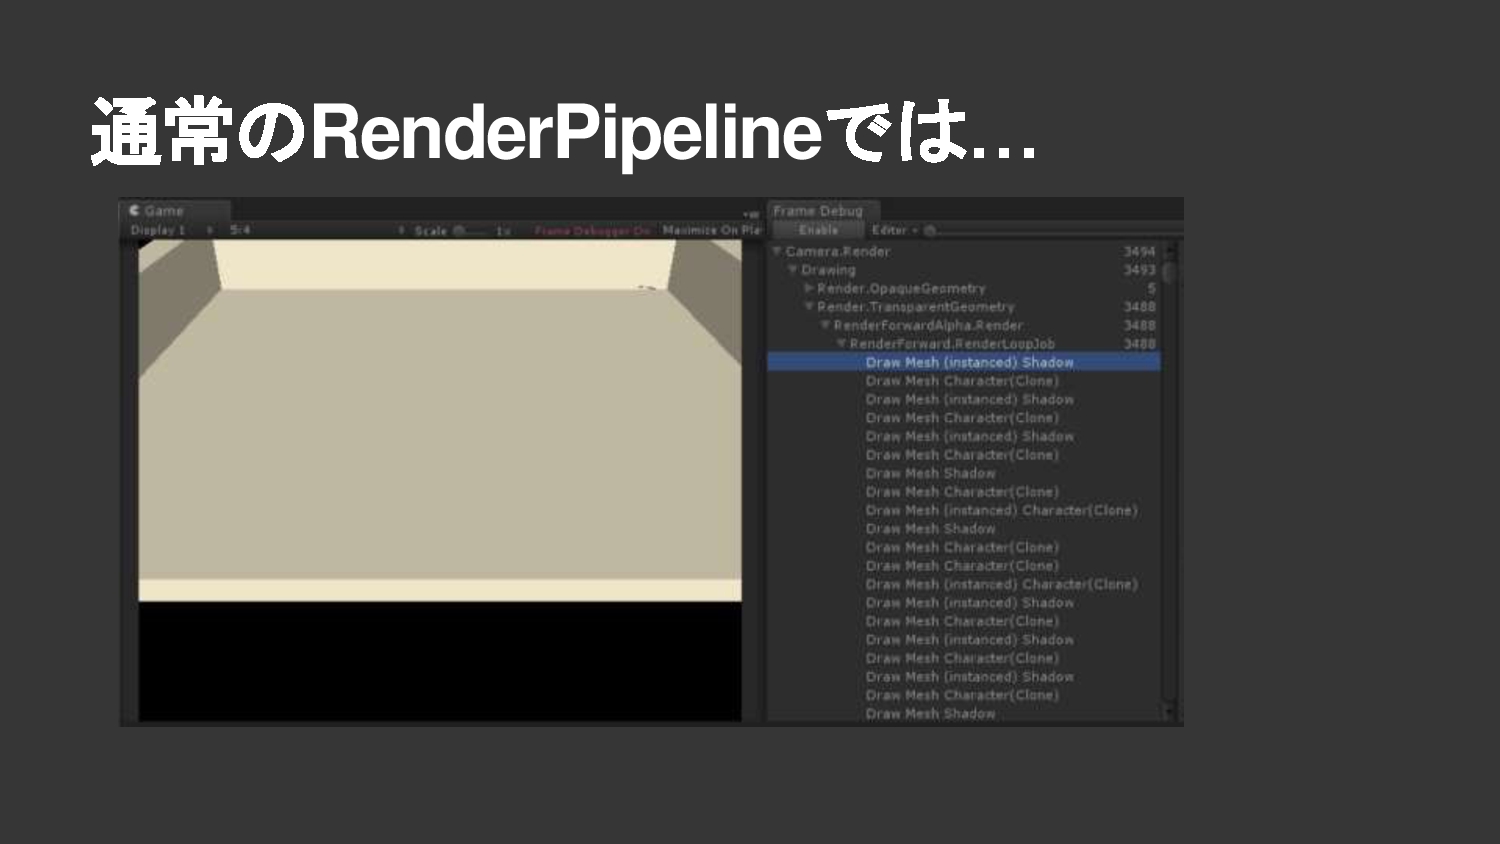 通常のRenderPipelineでは…
Game
Display 1 5:4 Scale 1x Frame Debugger On Maximize On Pla
Frame Debug
Enable Editor
Camera.Render 3494
Drawing 3493
Render.OpaqueGeometry 5
Render.TransparentGeometry 3488
RenderForwardAlpha.Render 3488
RenderForward.RenderLoopJob 3488
Draw Mesh (instanced) Shadow
Draw Mesh Character(Clone)
Draw Mesh (instanced) Shadow
Draw Mesh Character(Clone)
Draw Mesh (instanced) Shadow
Draw Mesh Character(Clone)
Draw Mesh Shadow
Draw Mesh Character(Clone)
Draw Mesh (instanced) Character(Clone)
Draw Mesh Shadow
Draw Mesh Character(Clone)
Draw Mesh Character(Clone)
Draw Mesh (instanced) Character(Clone)
Draw Mesh (instanced) Shadow
Draw Mesh Character(Clone)
Draw Mesh (instanced) Shadow
Draw Mesh Character(Clone)
Draw Mesh (instanced) Shadow
Draw Mesh Character(Clone)
Draw Mesh Shadow